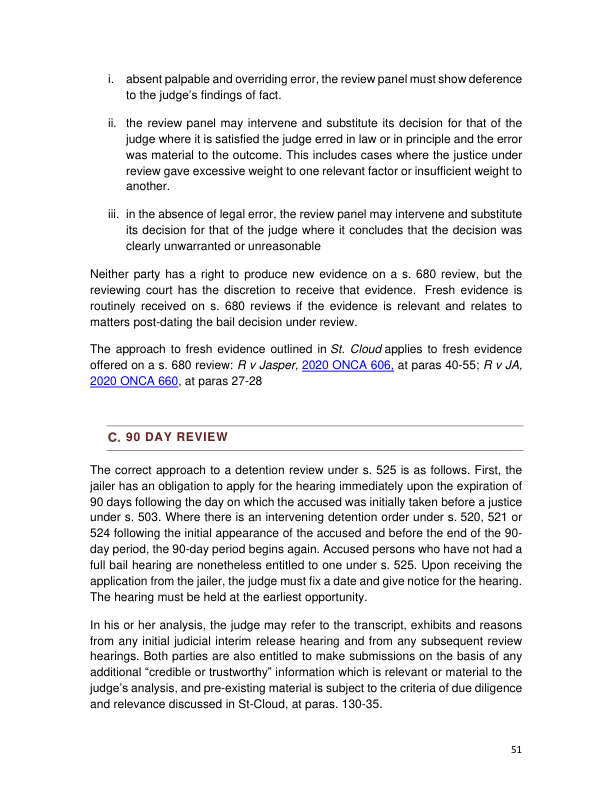 i. absent palpable and overriding error, the review panel must show deference
to the judge's findings of fact.
ii. the review panel may intervene and substitute its decision for that of the
judge where it is satisfied the judge erred in law or in principle and the error
was material to the outcome. This includes cases where the justice under
review gave excessive weight to one relevant factor or insufficient weight to
another.
iii. in the absence of legal error, the review panel may intervene and substitute
its decision for that of the judge where it concludes that the decision was
clearly unwarranted or unreasonable
Neither party has a right to produce new evidence on a s. 680 review, but the
reviewing court has the discretion to receive that evidence. Fresh evidence is
routinely received on s. 680 reviews if the evidence is relevant and relates to
matters post-dating the bail decision under review.
The approach to fresh evidence outlined in St. Cloud applies to fresh evidence
offered on a s. 680 review: R v Jasper, 2020 ONCA 606, at paras 40-55; R v JA,
2020 ONCA 660, at paras 27-28
C. 90 DAY REVIEW
The correct approach to a detention review under s. 525 is as follows. First, the
jailer has an obligation to apply for the hearing immediately upon the expiration of
90 days following the day on which the accused was initially taken before a justice
under s. 503. Where there is an intervening detention order under s. 520, 521 or
524 following the initial appearance of the accused and before the end of the 90-
day period, the 90-day period begins again. Accused persons who have not had a
full bail hearing are nonetheless entitled to one under s. 525. Upon receiving the
application from the jailer, the judge must fix a date and give notice for the hearing.
The hearing must be held at the earliest opportunity.
In his or her analysis, the judge may refer to the transcript, exhibits and reasons
from any initial judicial interim release hearing and from any subsequent review
hearings. Both parties are also entitled to make submissions on the basis of any
additional “credible or trustworthy” information which is relevant or material to the
judge's analysis, and pre-existing material is subject to the criteria of due diligence
and relevance discussed in St-Cloud, at paras. 130-35.
51